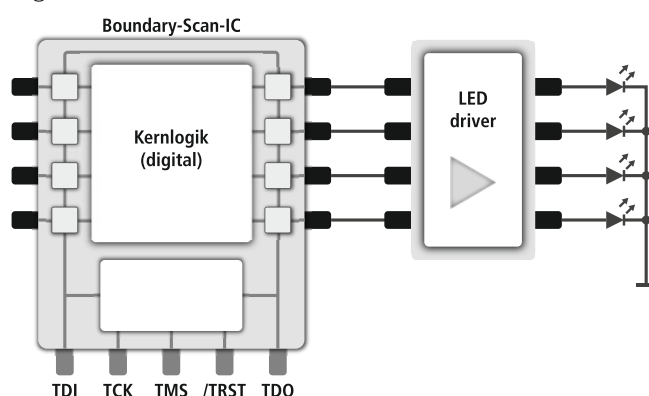 Boundary-Scan-IC
Kernlogik
(digital)
LED
driver
TDI
TCK
TMS
/TRST
TDO